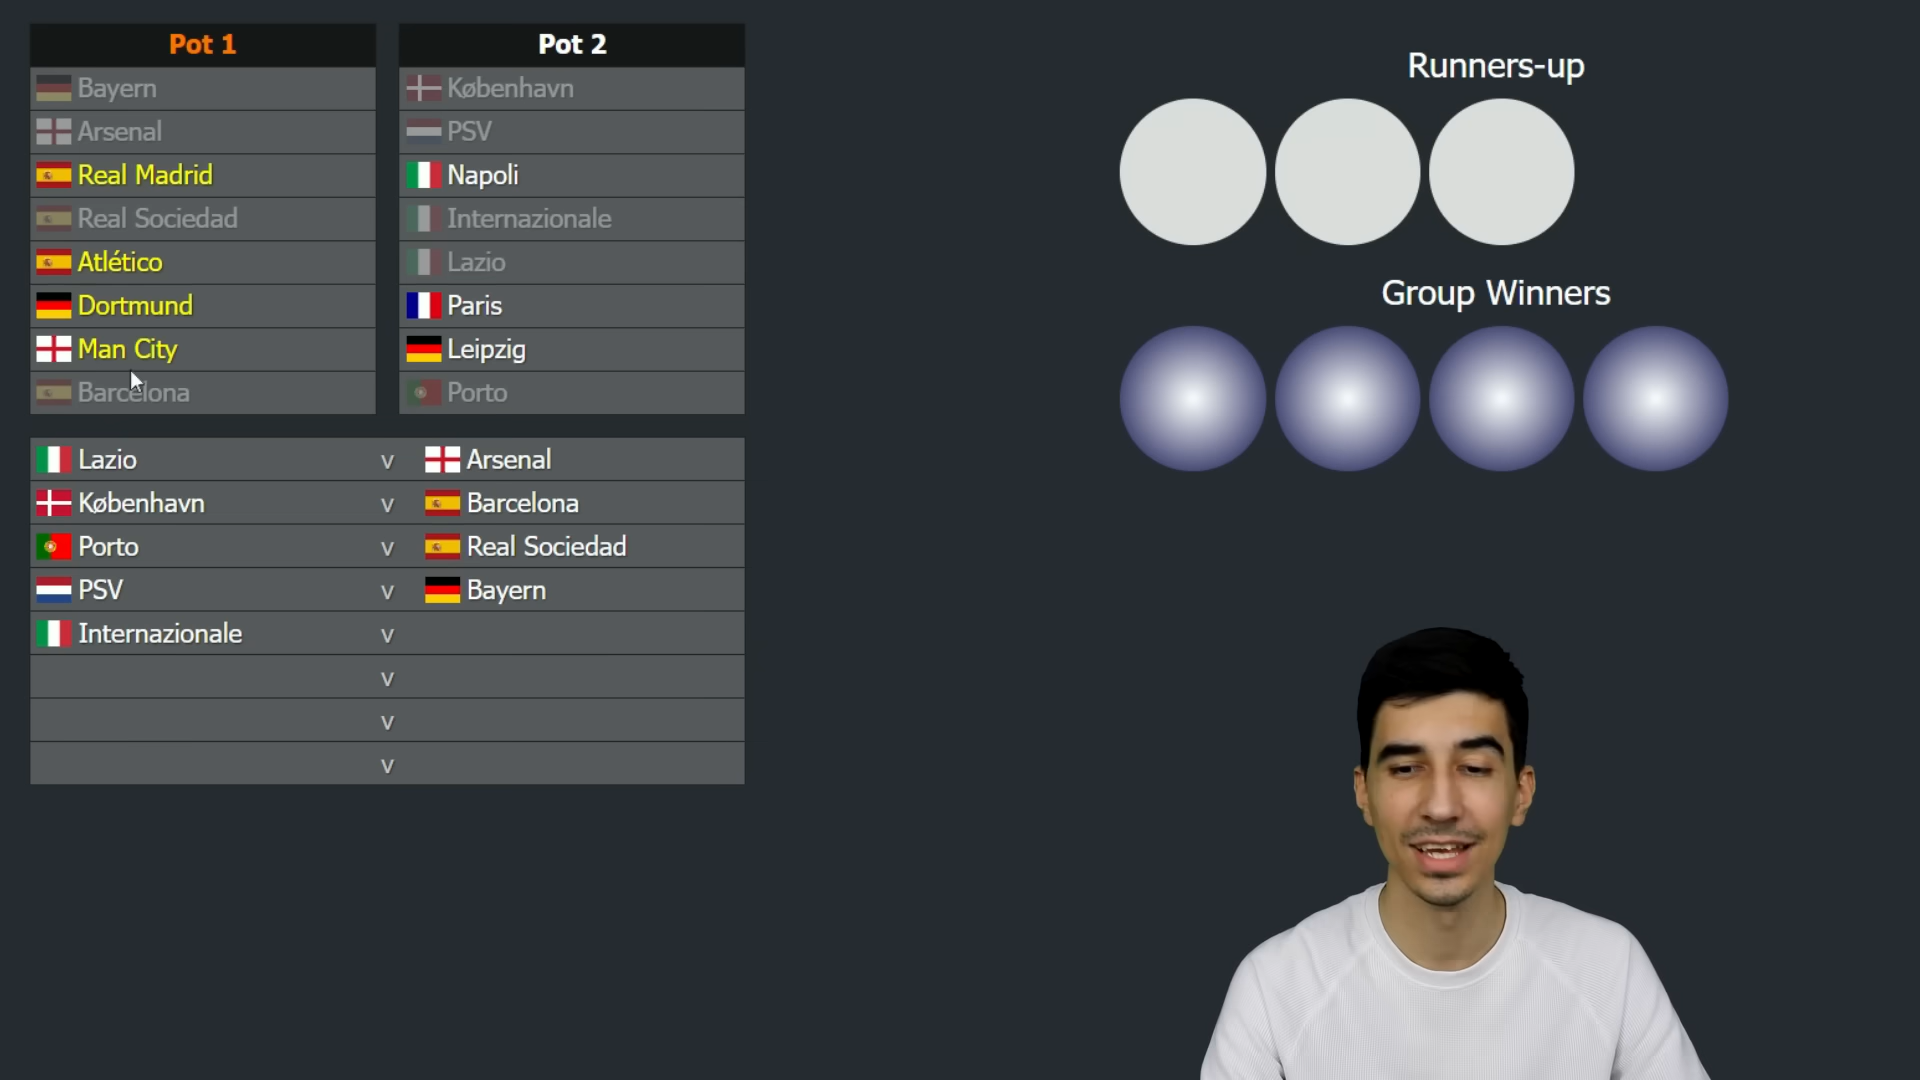 Pot 1
Bayern
Arsenal
Real Madrid
Real Sociedad
Atlético
Dortmund
Man City
Barcelona
Pot 2
København
PSV
Napoli
Internazionale
Lazio
Paris
Leipzig
Porto
Lazio v Arsenal
København v Barcelona
Porto v Real Sociedad
PSV v Bayern
Internazionale v
v
v
v
Runners-up
Group Winners